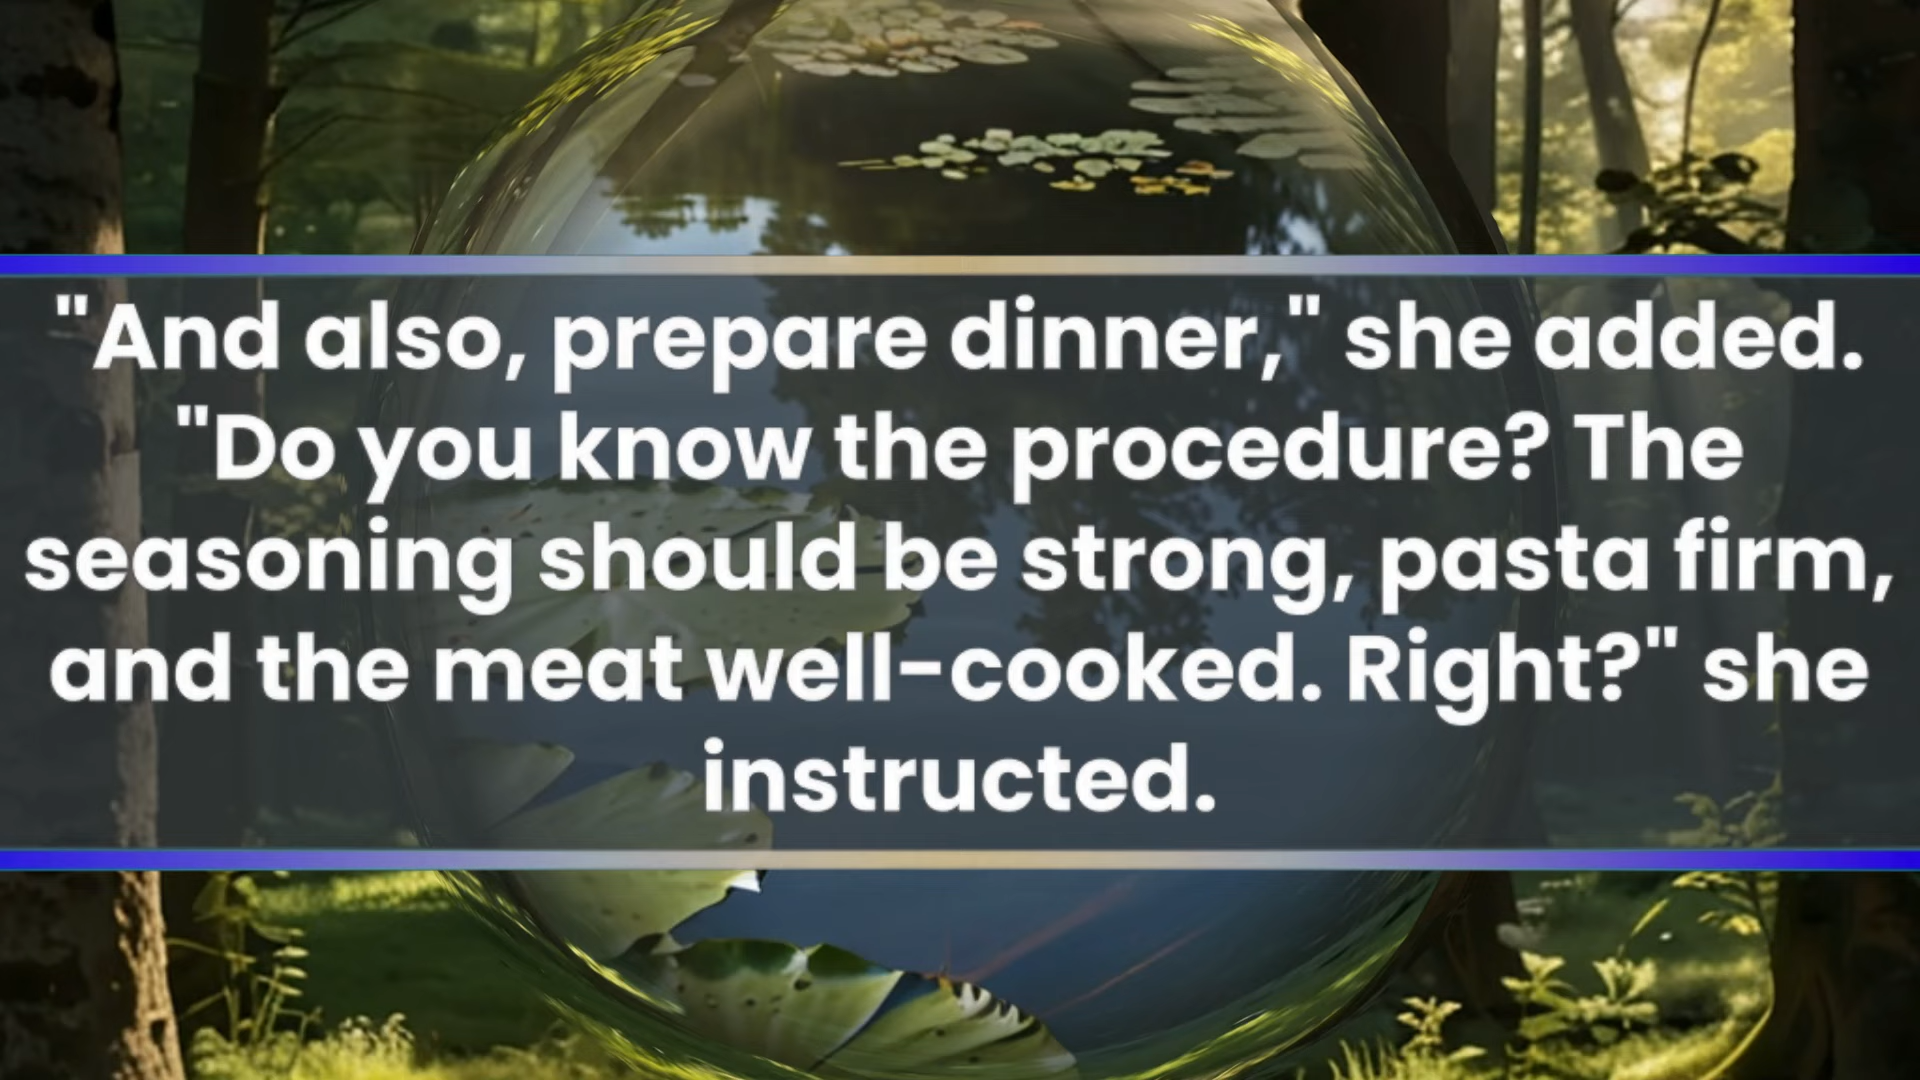 "And also, prepare dinner," she added.
"Do you know the procedure? The
seasoning should be strong, pasta firm,
and the meat well-cooked. Right?" she
instructed.